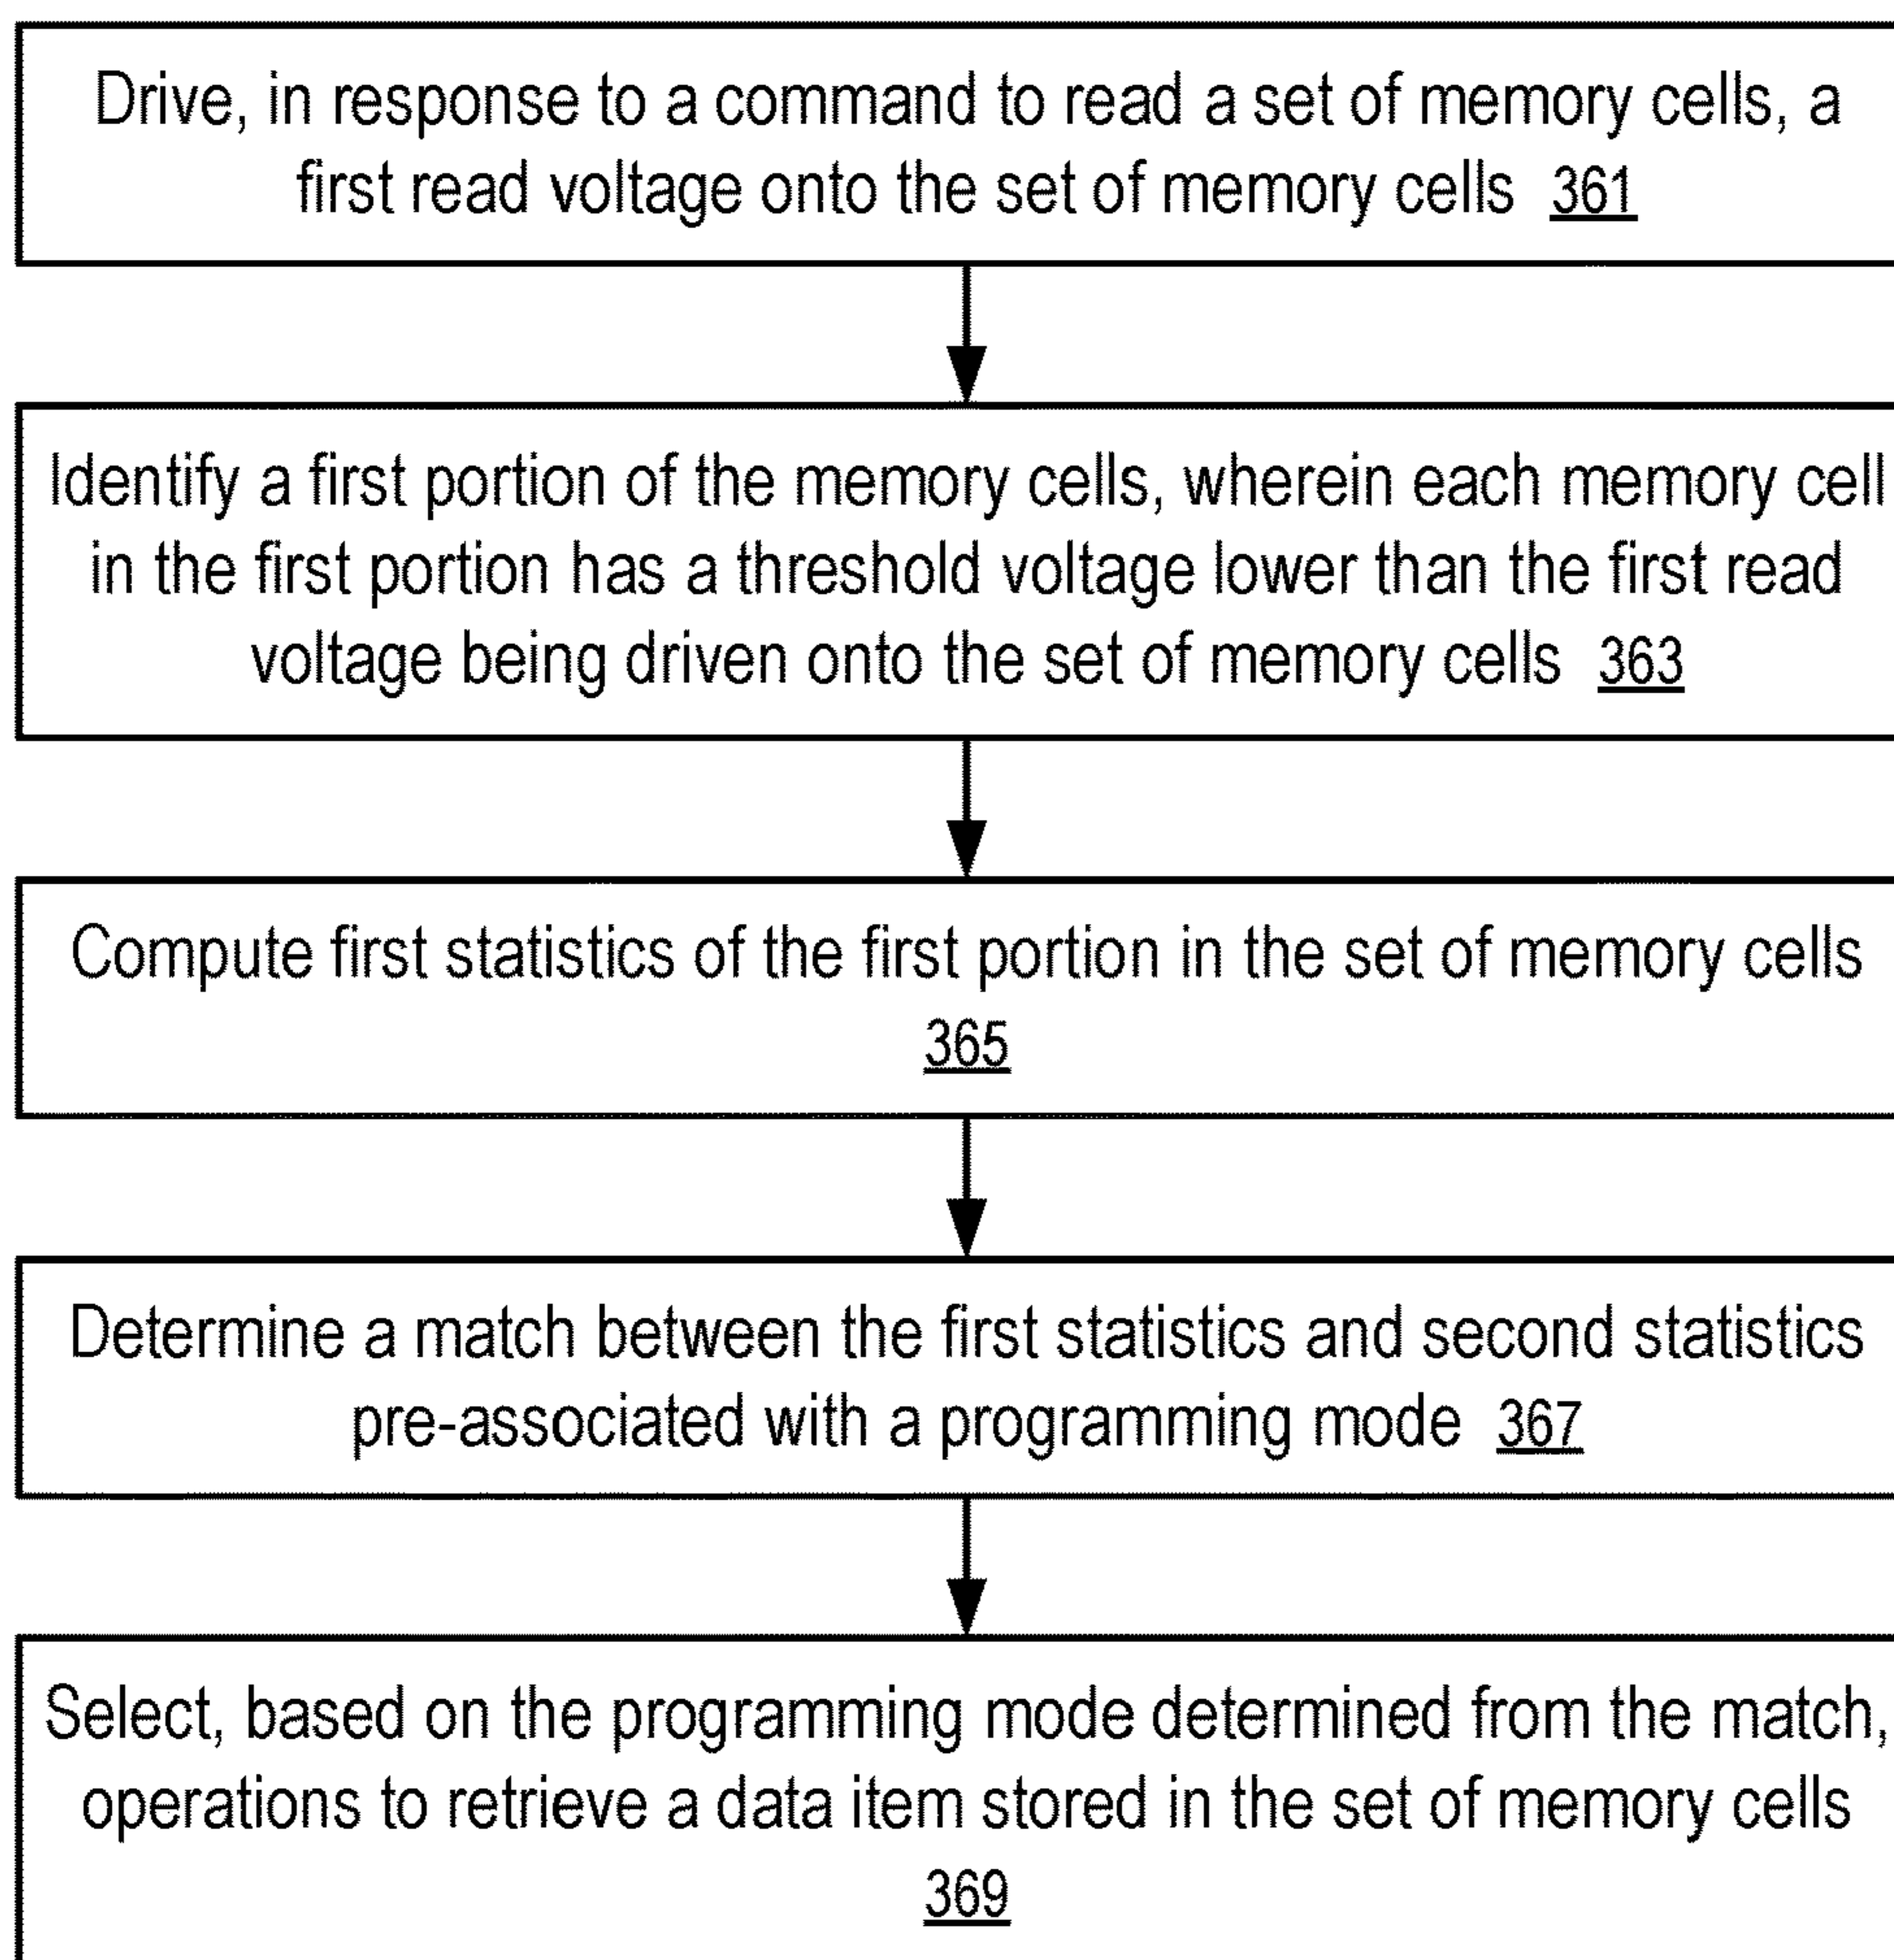 Drive, in response to a command to read a set of memory cells, a
first read voltage onto the set of memory cells 361
Identify a first portion of the memory cells, wherein each memory cell
in the first portion has a threshold voltage lower than the first read
voltage being driven onto the set of memory cells 363
Compute first statistics of the first portion in the set of memory cells
365
Determine a match between the first statistics and second statistics
pre-associated with a programming mode 367
Select, based on the programming mode determined from the match,
operations to retrieve a data item stored in the set of memory cells
369